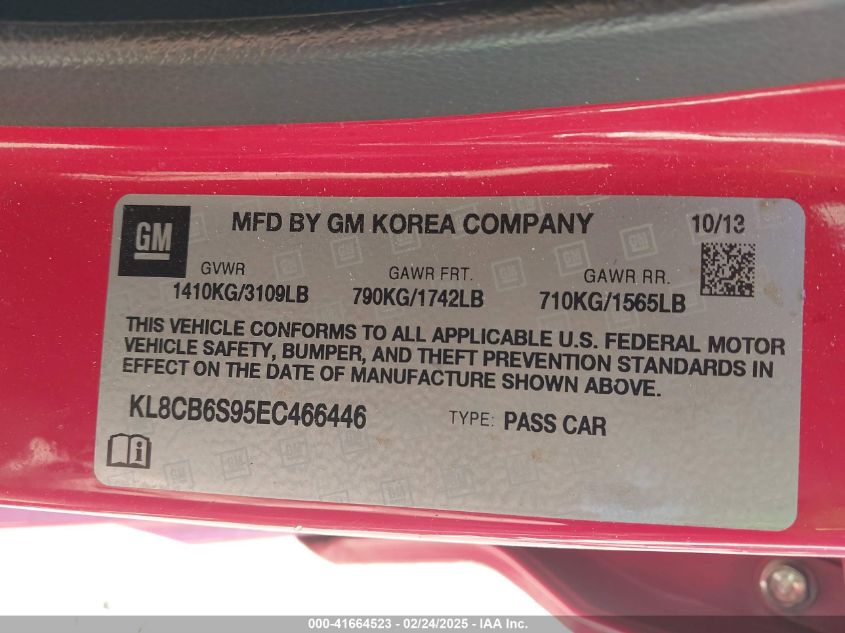 GM
MFD BY GM KOREA COMPANY
10/13
GVWR
1410KG/3109LB
GAWR FRT.
790KG/1742LB
GAWR RR.
710KG/1565LB
THIS VEHICLE CONFORMS TO ALL APPLICABLE U.S. FEDERAL MOTOR
VEHICLE SAFETY, BUMPER, AND THEFT PREVENTION STANDARDS IN
EFFECT ON THE DATE OF MANUFACTURE SHOWN ABOVE.
KL8CB6S95EC466446
TYPE: PASS CAR
000-41664523 - 02/24/2025 - IAA Inc.